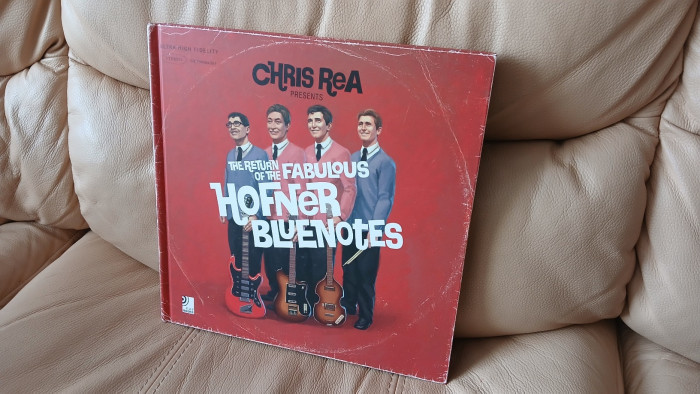 CHRIS REA
PRESENTS
THE RETURN
OF THE FABULOUS
HOFNER
BLUENOTES